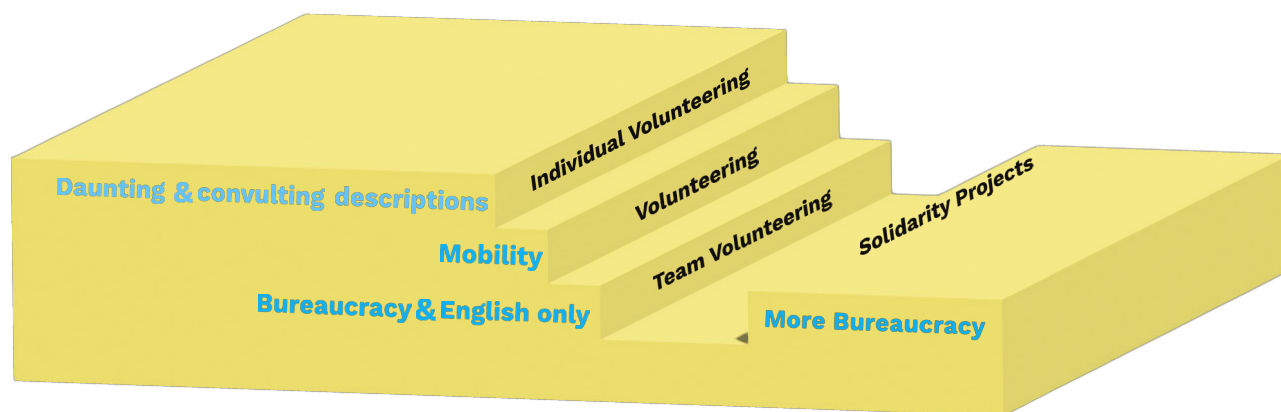 Individual Volunteering
Daunting & convulting descriptions
Volunteering
Mobility
Team Volunteering
Bureaucracy & English only
Solidarity Projects
More Bureaucracy